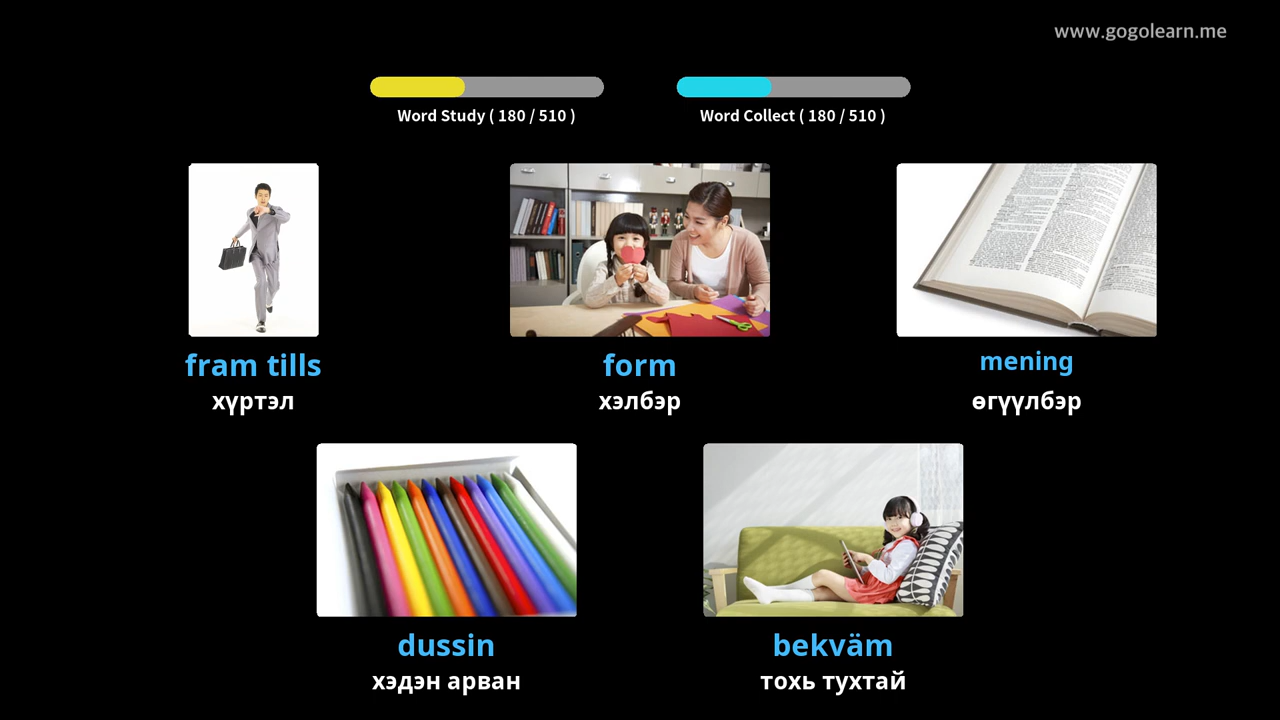 www.gogolearn.me
Word Study ( 180 / 510 )
Word Collect ( 180 / 510 )
fram tills
хүртэл
form
хэлбэр
mening
өгүүлбэр
dussin
хэдэн арван
bekväm
тохь тухтай